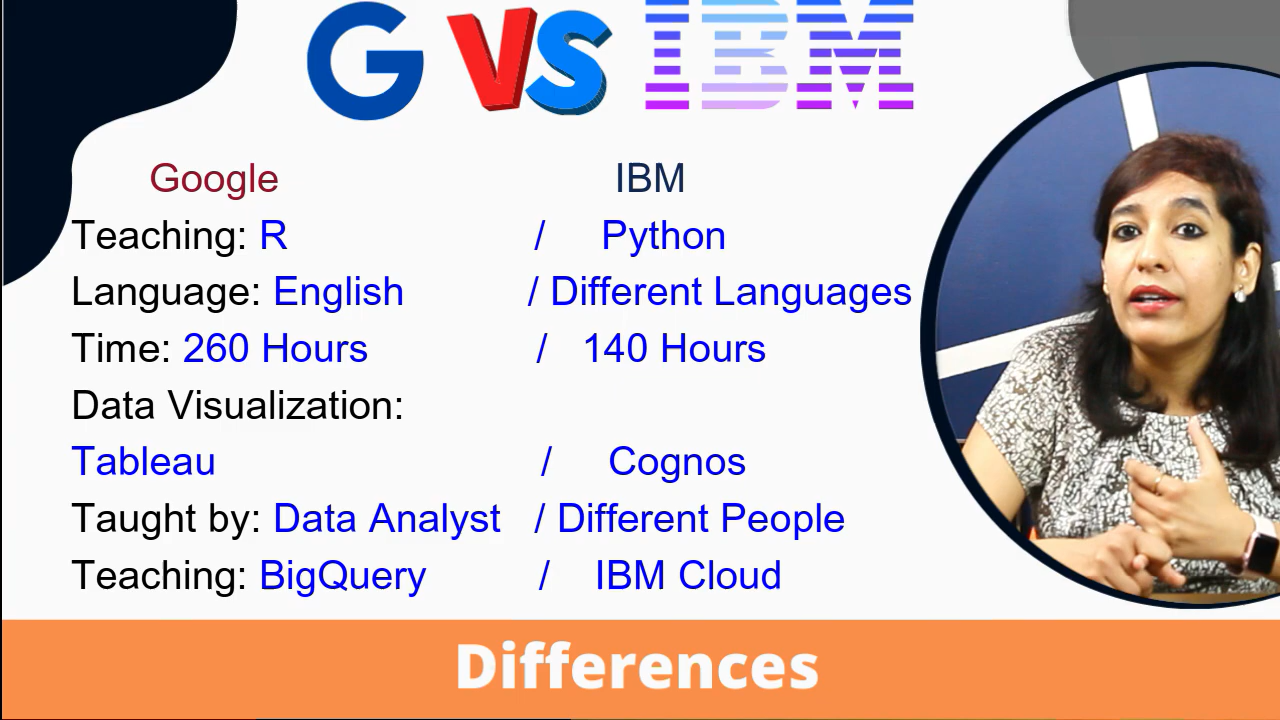 G VS IBM
Google IBM
Teaching: R / Python
Language: English / Different Languages
Time: 260 Hours / 140 Hours
Data Visualization:
Tableau / Cognos
Taught by: Data Analyst / Different People
Teaching: BigQuery / IBM Cloud
Differences